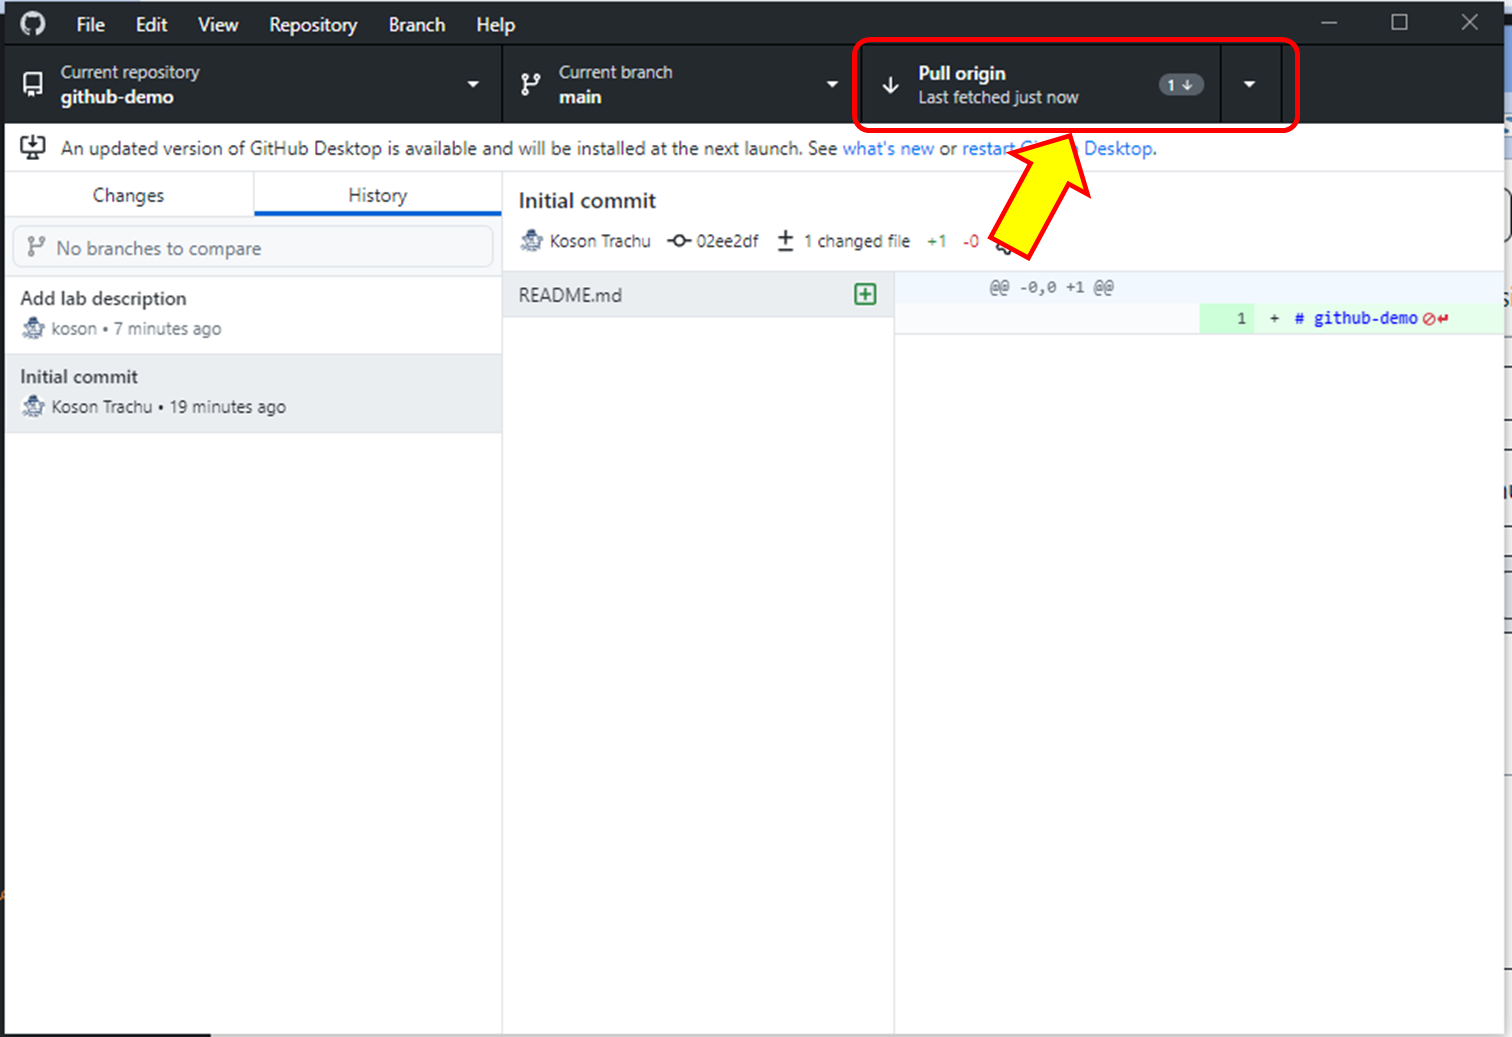 File Edit View Repository Branch Help
Current repository
github-demo
Current branch
main
Pull origin
Last fetched just now
1
An updated version of GitHub Desktop is available and will be installed at the next launch. See what's new or restart Desktop.
Changes
History
No branches to compare
Add lab description
koson • 7 minutes ago
Initial commit
Koson Trachu • 19 minutes ago
Initial commit
Koson Trachu 02ee2df 1 changed file +1 -0
README.md
@@ -0,0 +1 @@
1 + # github-demo